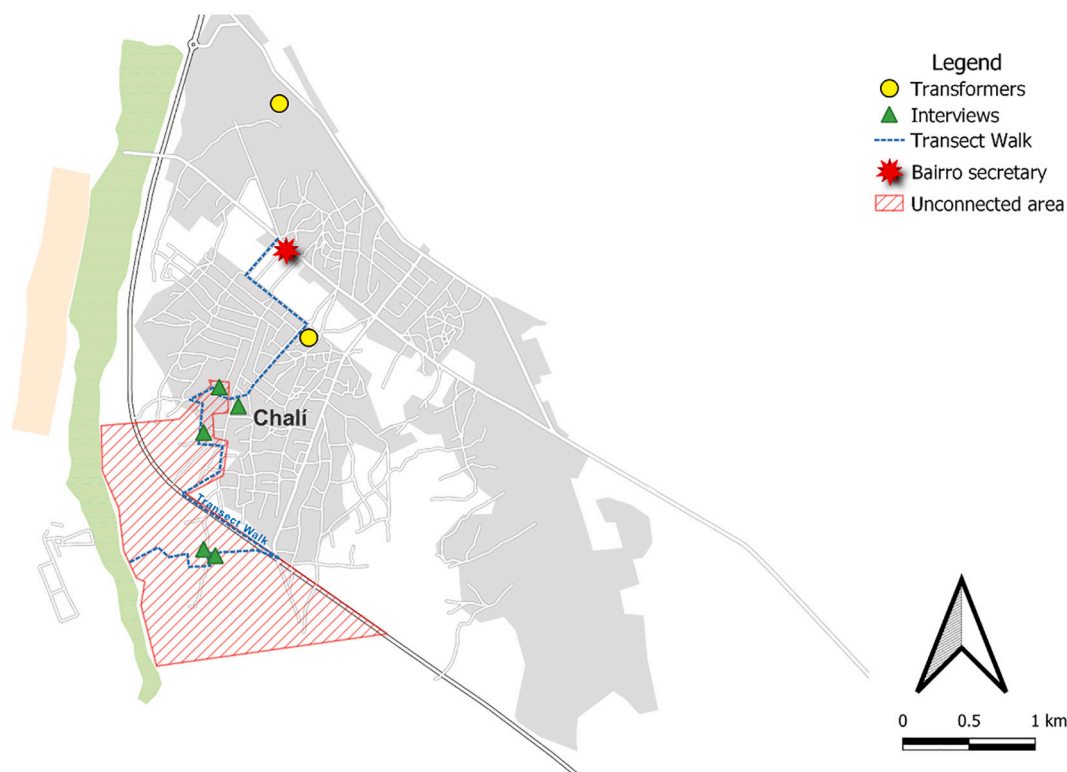 Legend
Transformers
Interviews
Transect Walk
Bairro secretary
Unconnected area
Chalí
Transect Walk
0 0.5 1 km